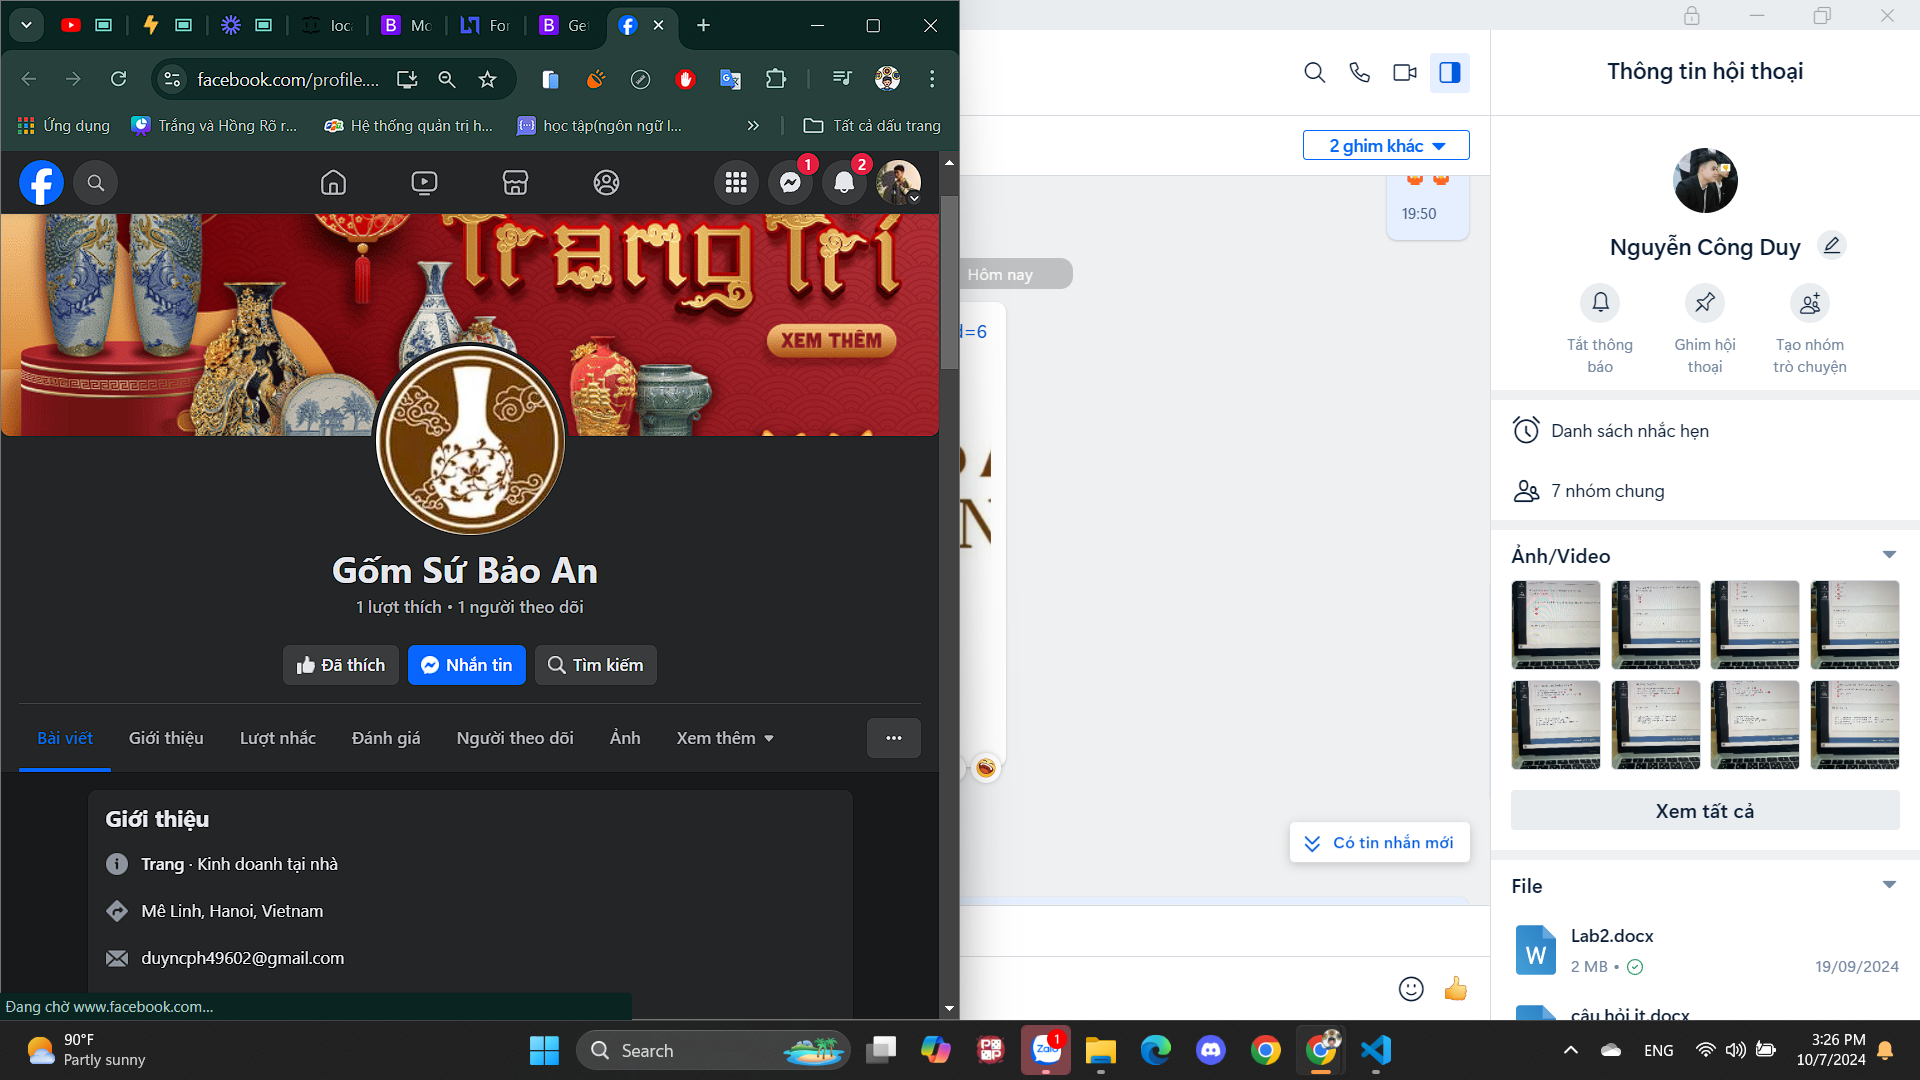 loc
Mo
For
Ge
facebook.com/profile....
Ứng dụng
Trắng và Hồng Rõ r...
Hệ thống quản trị h...
học tập(ngôn ngữ l...
Tất cả dấu trang
1
2
Trang Trí
XEM THÊM
Gốm Sứ Bảo An
1 lượt thích • 1 người theo dõi
Đã thích
Nhắn tin
Tìm kiếm
Bài viết
Giới thiệu
Lượt nhắc
Đánh giá
Người theo dõi
Ảnh
Xem thêm
Giới thiệu
Trang · Kinh doanh tại nhà
Mê Linh, Hanoi, Vietnam
duyncph49602@gmail.com
Đang chờ www.facebook.com...
2 ghim khác
19:50
Hôm nay
d=6
Có tin nhắn mới
Thông tin hội thoại
Nguyễn Công Duy
Tắt thông báo
Ghim hội thoại
Tạo nhóm trò chuyện
Danh sách nhắc hẹn
7 nhóm chung
Ảnh/Video
Xem tất cả
File
Lab2.docx
2 MB •
19/09/2024
câu hỏi it.docx
90°F
Partly sunny
Search
Zalo
1
ENG
3:26 PM
10/7/2024